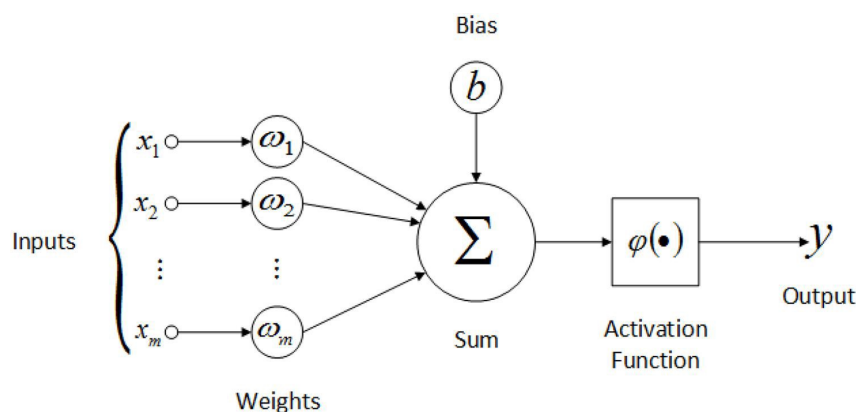 Bias
b
Inputs
x₁
ω₁
x₂
ω₂
⋮
⋮
xₘ
ωₘ
Weights
Σ
Sum
φ(•)
Activation
Function
y
Output